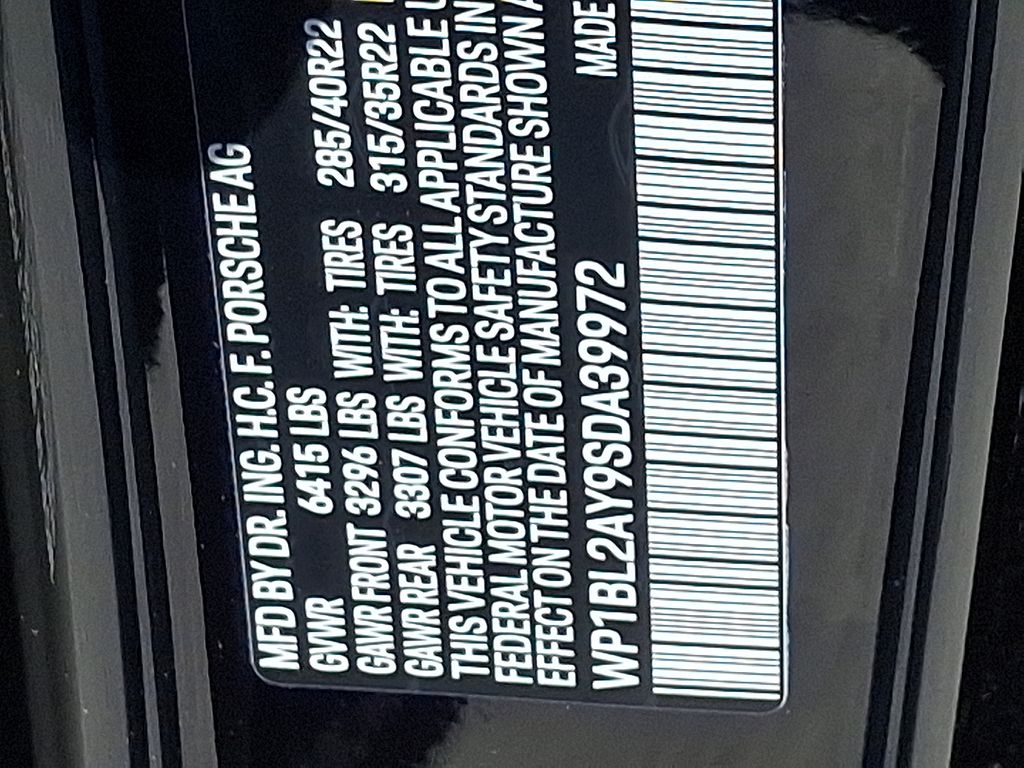 MFD BY DR. ING. H.C. F. PORSCHE AG
GVWR 6415 LBS
GAWR FRONT 3296 LBS WITH: TIRES 285/40R22
GAWR REAR 3307 LBS WITH: TIRES 315/35R22
THIS VEHICLE CONFORMS TO ALL APPLICABLE
FEDERAL MOTOR VEHICLE SAFETY STANDARDS IN
EFFECT ON THE DATE OF MANUFACTURE SHOWN
WP1BL2AY9SDA39972 MADE